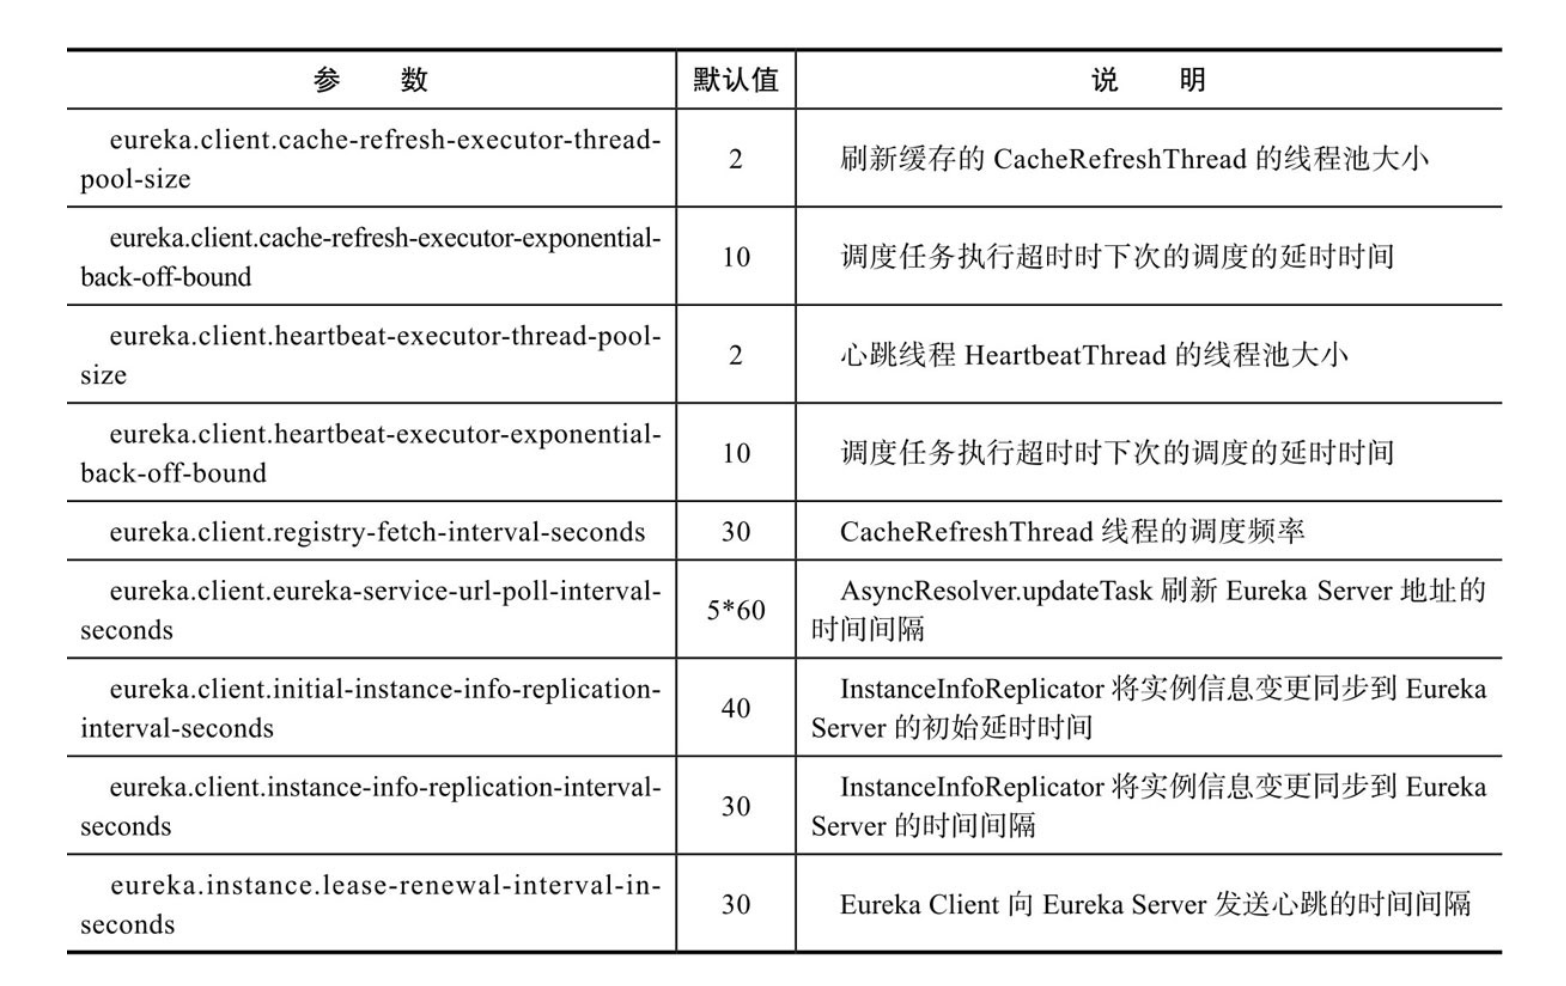 参 数 默认值 说 明
eureka.client.cache-refresh-executor-thread-
pool-size
2
刷新缓存的 CacheRefreshThread 的线程池大小
eureka.client.cache-refresh-executor-exponential-
back-off-bound
10
调度任务执行超时时下次的调度的延时时间
eureka.client.heartbeat-executor-thread-pool-
size
2
心跳线程 HeartbeatThread 的线程池大小
eureka.client.heartbeat-executor-exponential-
back-off-bound
10
调度任务执行超时时下次的调度的延时时间
eureka.client.registry-fetch-interval-seconds
30
CacheRefreshThread 线程的调度频率
eureka.client.eureka-service-url-poll-interval-
seconds
5*60
AsyncResolver.updateTask 刷新 Eureka Server 地址的
时间间隔
eureka.client.initial-instance-info-replication-
interval-seconds
40
InstanceInfoReplicator 将实例信息变更同步到 Eureka
Server 的初始延时时间
eureka.client.instance-info-replication-interval-
seconds
30
InstanceInfoReplicator 将实例信息变更同步到 Eureka
Server 的时间间隔
eureka.instance.lease-renewal-interval-in-
seconds
30
Eureka Client 向 Eureka Server 发送心跳的时间间隔